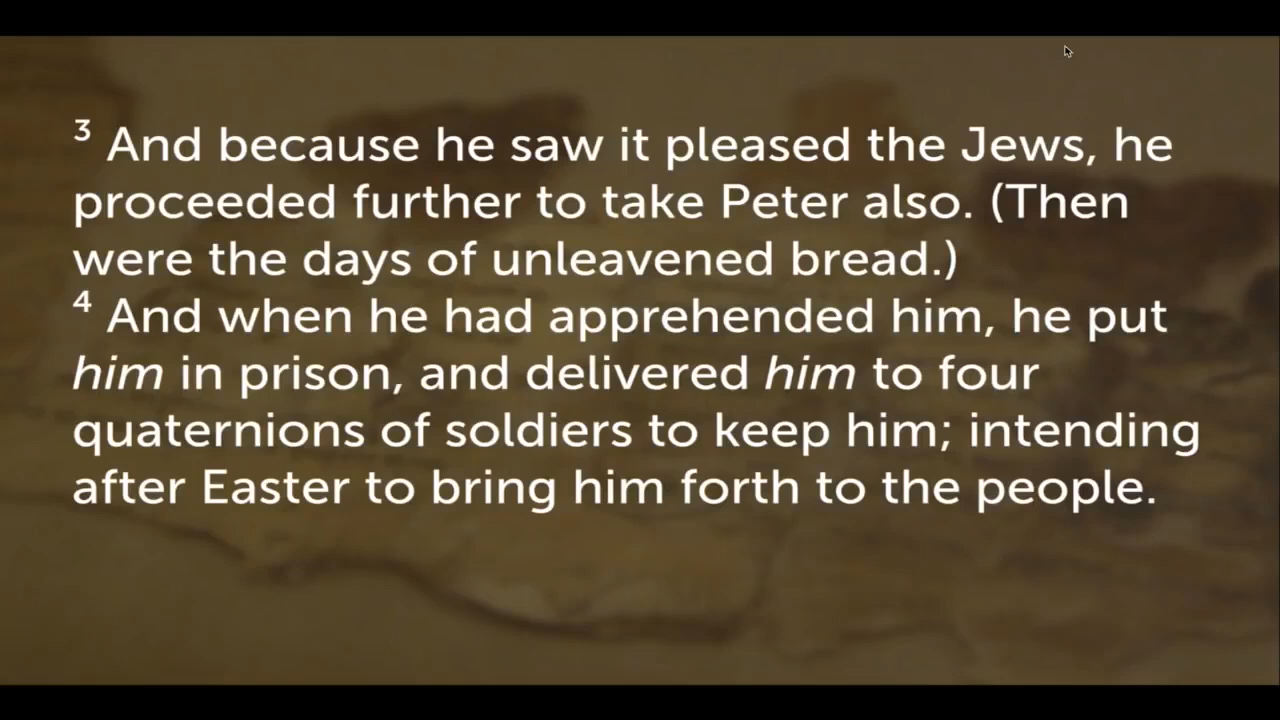 3 And because he saw it pleased the Jews, he
proceeded further to take Peter also. (Then
were the days of unleavened bread.)
4 And when he had apprehended him, he put
him in prison, and delivered him to four
quaternions of soldiers to keep him; intending
after Easter to bring him forth to the people.